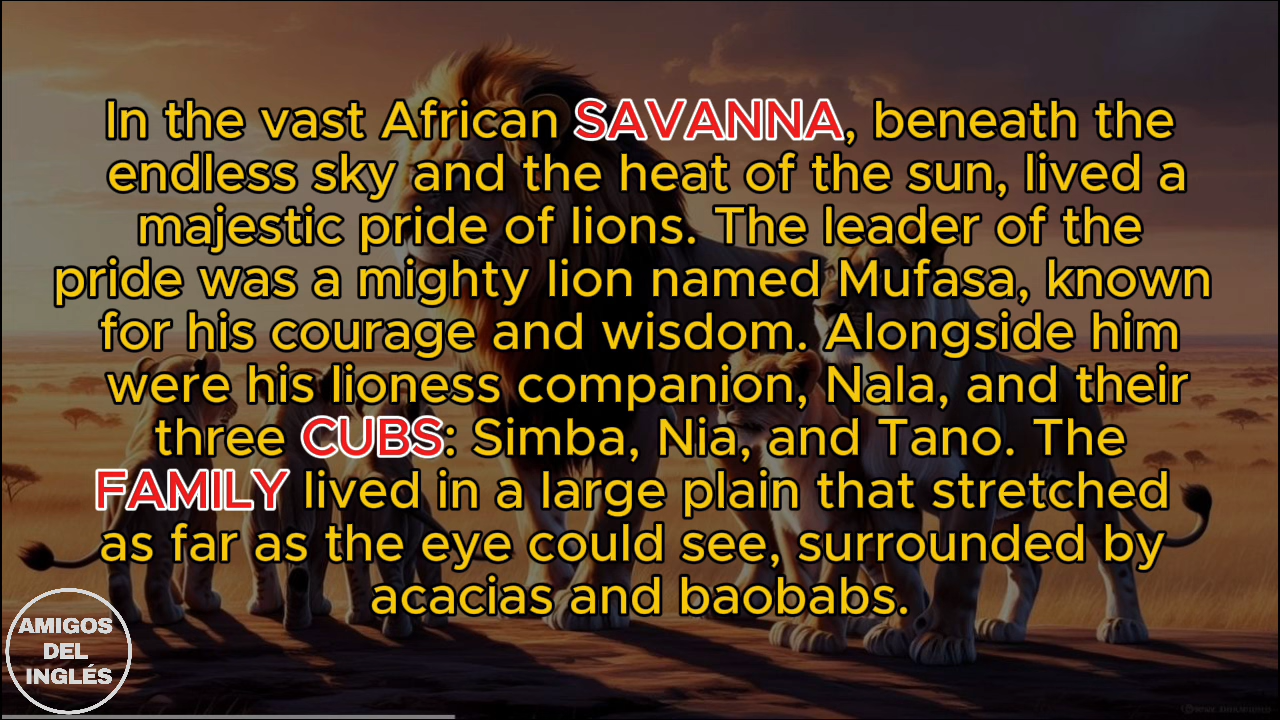 In the vast African SAVANNA, beneath the
endless sky and the heat of the sun, lived a
majestic pride of lions. The leader of the
pride was a mighty lion named Mufasa, known
for his courage and wisdom. Alongside him
were his lioness companion, Nala, and their
three CUBS: Simba, Nia, and Tano. The
FAMILY lived in a large plain that stretched
as far as the eye could see, surrounded by
acacias and baobabs.
AMIGOS
DEL
INGLÉS